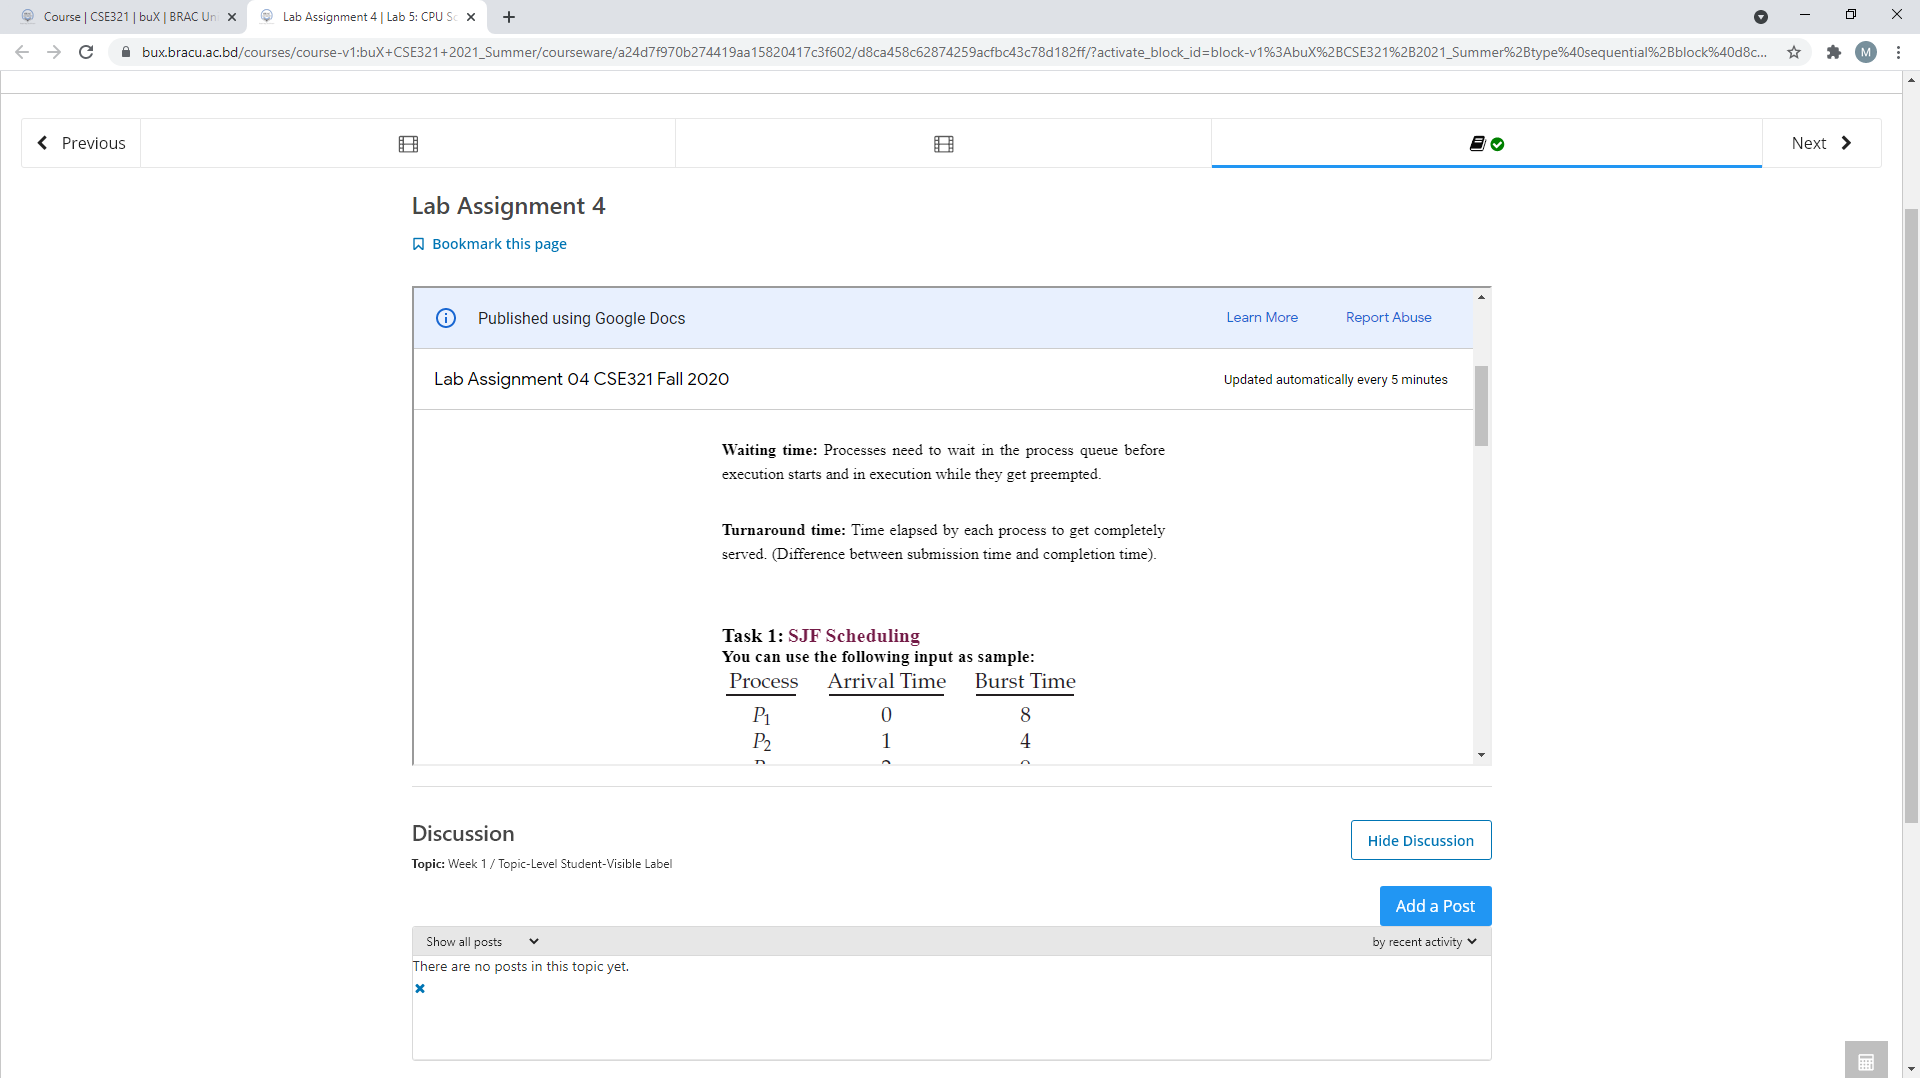 Course | CSE321 | buX | BRAC Un
Lab Assignment 4 | Lab 5: CPU Sc
bux.bracu.ac.bd/courses/course-v1:buX+CSE321+2021_Summer/courseware/a24d7f970b274419aa15820417c3f602/d8ca458c62874259acfbc43c78d182ff/?activate_block_id=block-v1%3AbuX%2BCSE321%2B2021_Summer%2Btype%40sequential%2Bblock%40d8c...
M
Previous
Next
Lab Assignment 4
Bookmark this page
Published using Google Docs
Learn More
Report Abuse
Lab Assignment 04 CSE321 Fall 2020
Updated automatically every 5 minutes
Waiting time: Processes need to wait in the process queue before
execution starts and in execution while they get preempted.
Turnaround time: Time elapsed by each process to get completely
served. (Difference between submission time and completion time).
Task 1: SJF Scheduling
You can use the following input as sample:
Process Arrival Time Burst Time
P1 0 8
P2 1 4
Discussion
Hide Discussion
Topic: Week 1 / Topic-Level Student-Visible Label
Add a Post
Show all posts
by recent activity
There are no posts in this topic yet.